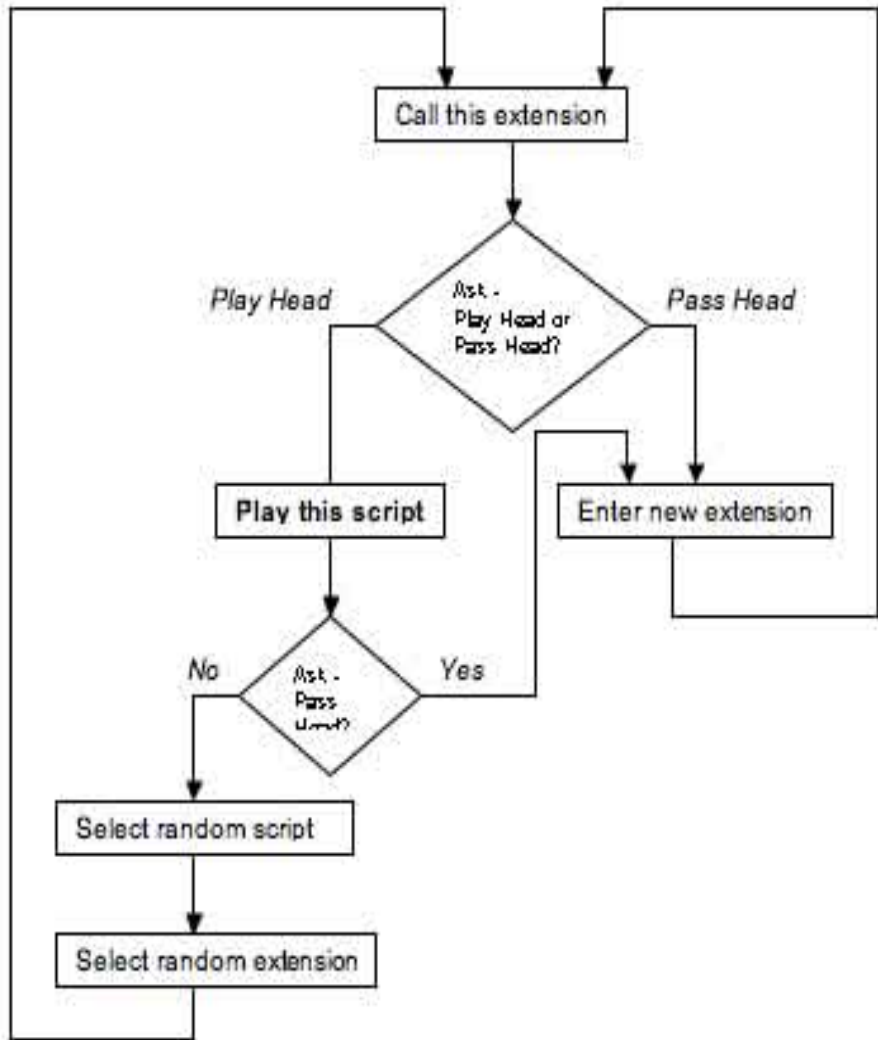 Call this extension
Ask -
Play Head or
Pass Head?
Play Head
Pass Head
Play this script
Enter new extension
Ask -
Pass
Head?
No
Yes
Select random script
Select random extension